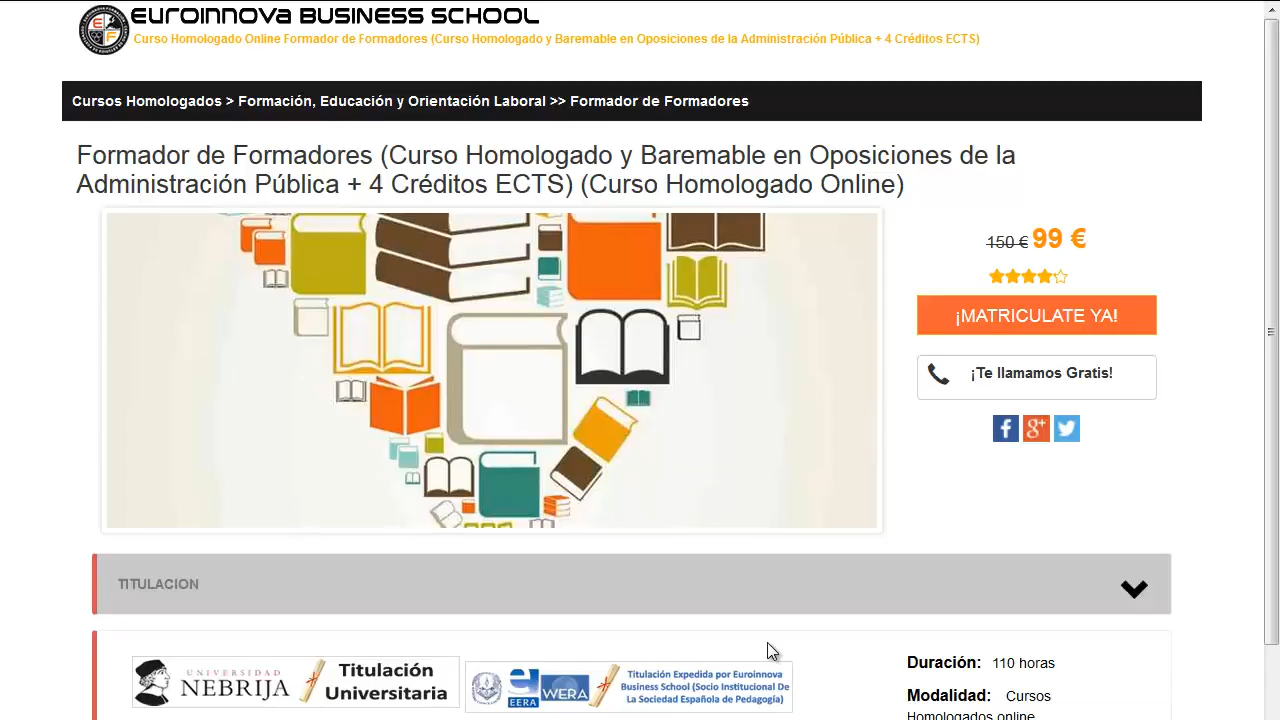 EUROINNOVA BUSINESS SCHOOL
Curso Homologado Online Formador de Formadores (Curso Homologado y Baremable en Oposiciones de la Administración Pública + 4 Créditos ECTS)
Cursos Homologados > Formación, Educación y Orientación Laboral >> Formador de Formadores
Formador de Formadores (Curso Homologado y Baremable en Oposiciones de la
Administración Pública + 4 Créditos ECTS) (Curso Homologado Online)
150 € 99 €
¡MATRICULATE YA!
¡Te llamamos Gratis!
TITULACION
UNIVERSIDAD
NEBRIJA
Titulación
Universitaria
EERA
WERA
Titulación Expedida por Euroinnova
Business School (Socio Institucional De
La Sociedad Española de Pedagogía)
Duración: 110 horas
Modalidad: Cursos
Homologados online